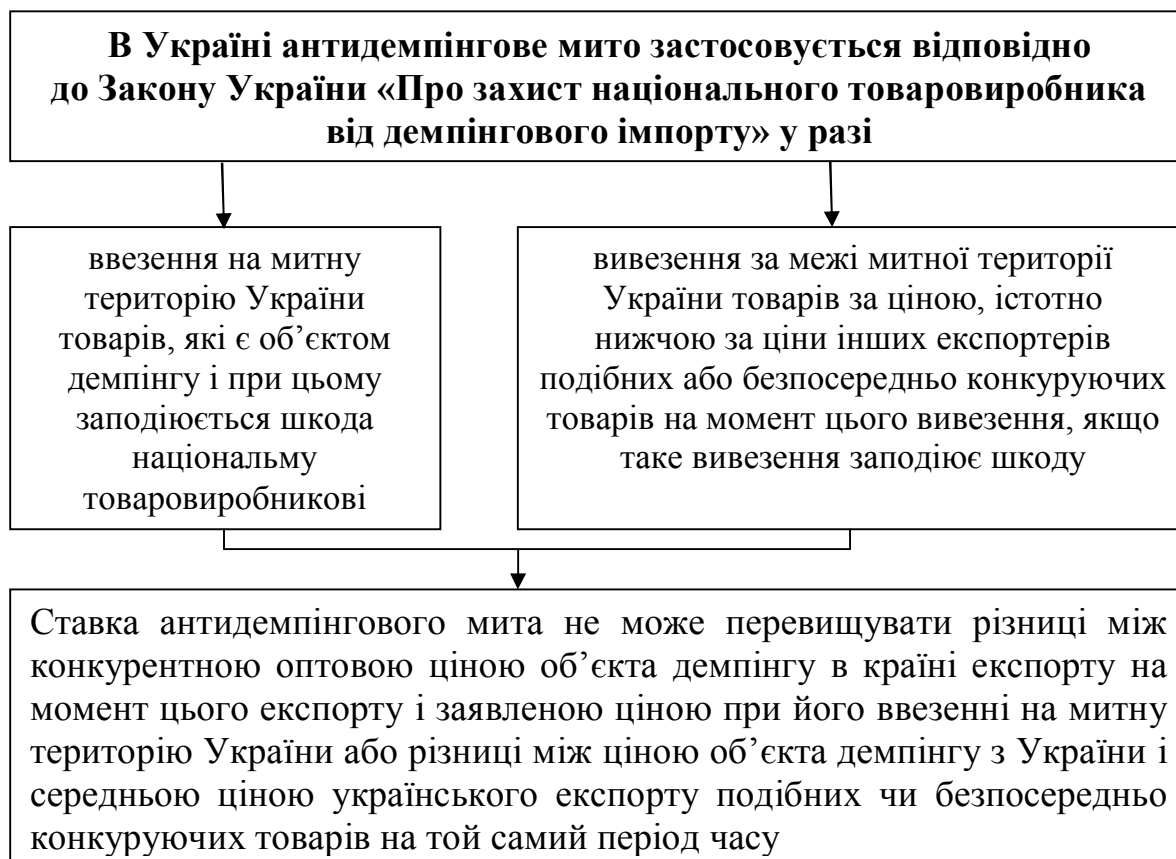 В Україні антидемпінгове мито застосовується відповідно
до Закону України «Про захист національного товаровиробника
від демпінгового імпорту» у разі
ввезення на митну
територію України
товарів, які є об’єктом
демпінгу і при цьому
заподіюється шкода
національму
товаровиробникові
вивезення за межі митної території
України товарів за ціною, істотно
нижчою за ціни інших експортерів
подібних або безпосередньо конкуруючих
товарів на момент цього вивезення, якщо
таке вивезення заподіює шкоду
Ставка антидемпінгового мита не може перевищувати різниці між
конкурентною оптовою ціною об’єкта демпінгу в країні експорту на
момент цього експорту і заявленою ціною при його ввезенні на митну
територію України або різниці між ціною об’єкта демпінгу з України і
середньою ціною українського експорту подібних чи безпосередньо
конкуруючих товарів на той самий період часу